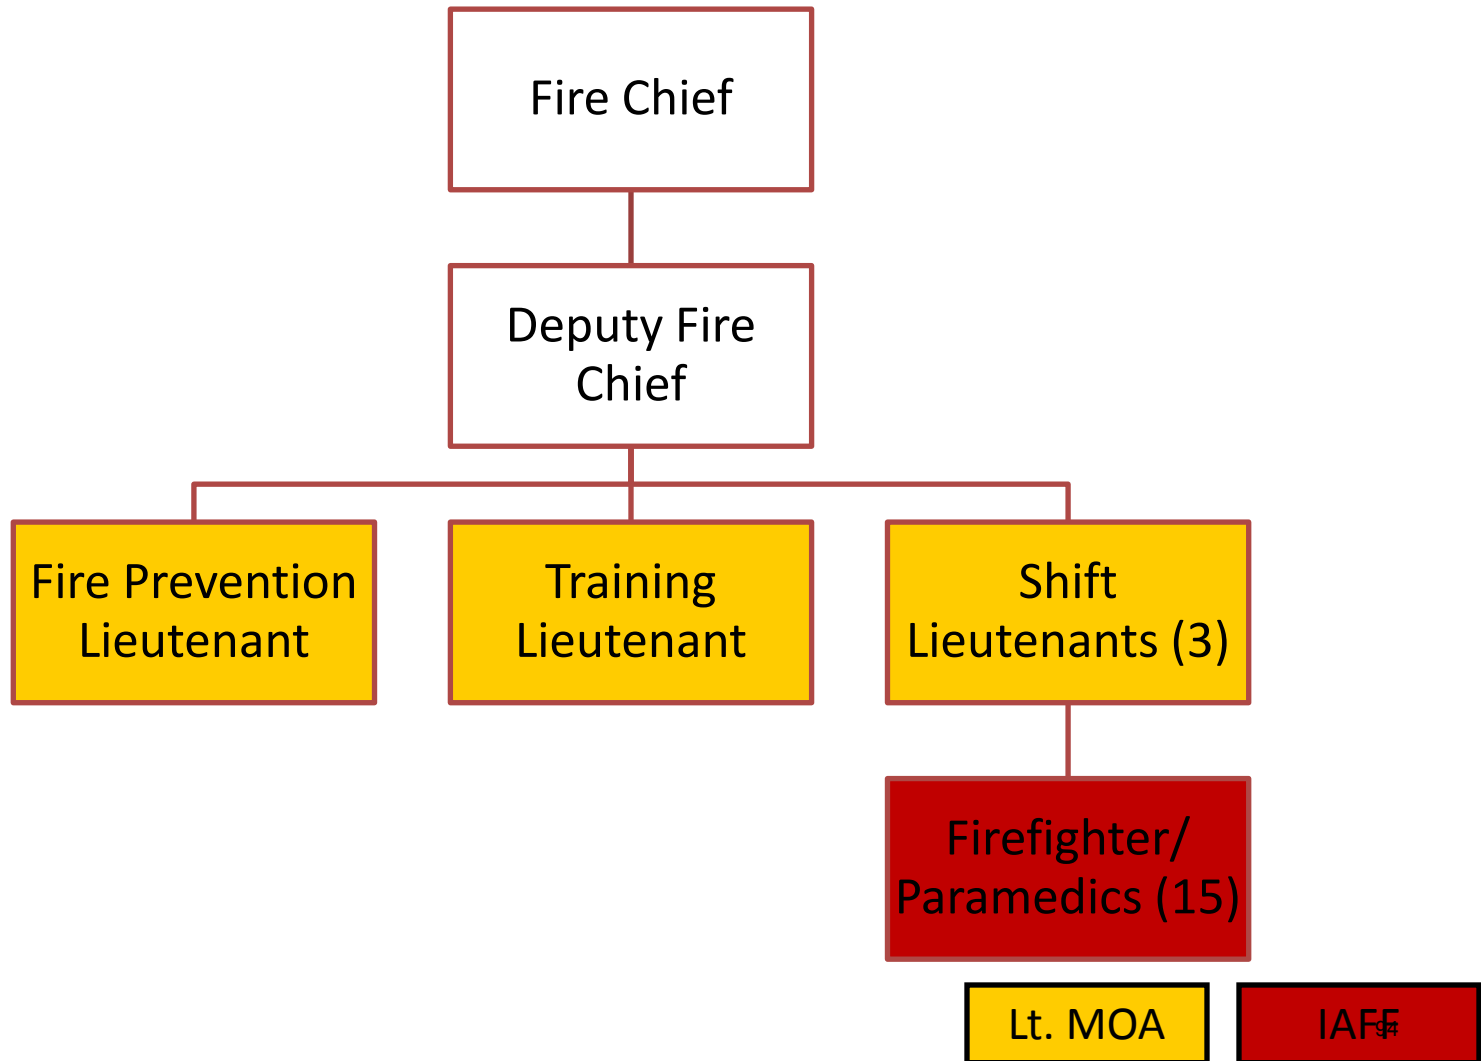 Fire Chief
Deputy Fire
Chief
Fire Prevention
Lieutenant
Training
Lieutenant
Shift
Lieutenants (3)
Firefighter/
Paramedics (15)
Lt. MOA
IAFF
94